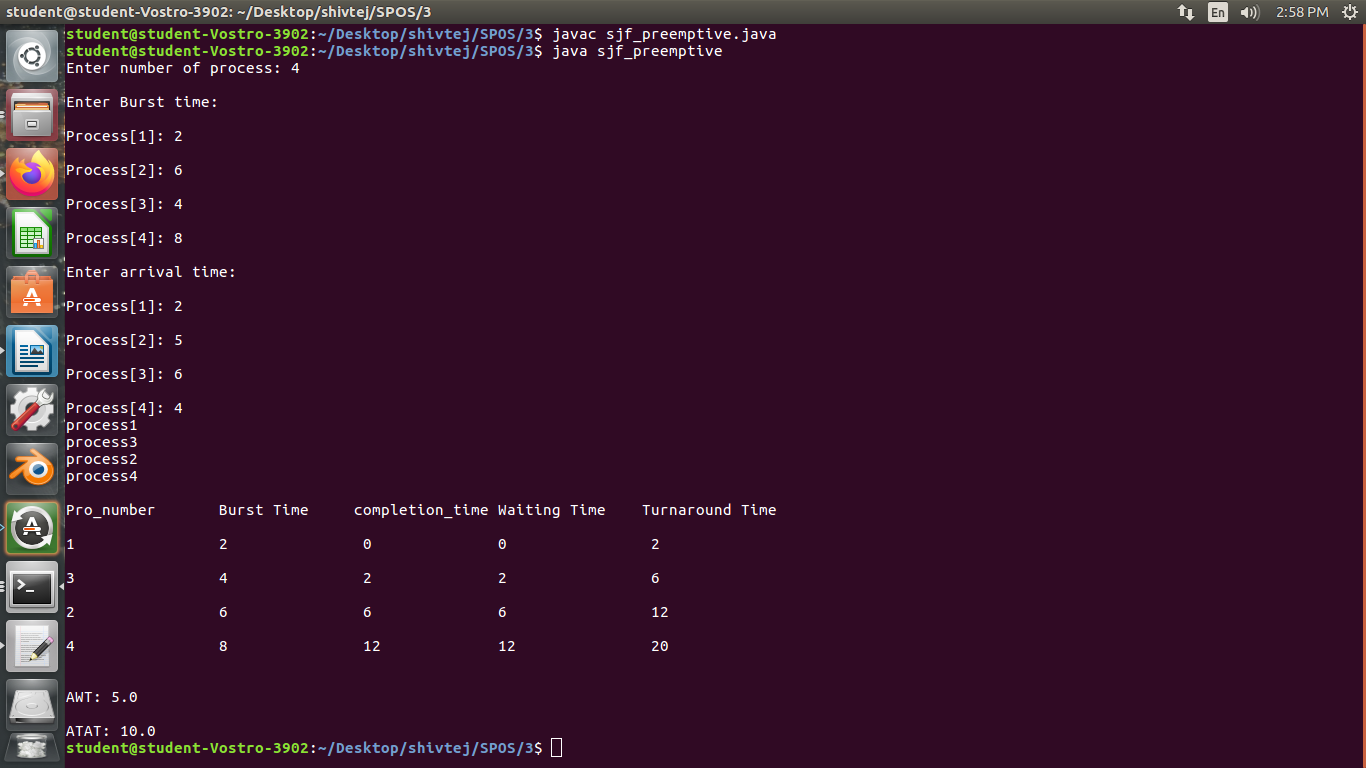 student@student-Vostro-3902: ~/Desktop/shivtej/SPOS/3 En 2:58 PM
student@student-Vostro-3902:~/Desktop/shivtej/SPOS/3$ javac sjf_preemptive.java
student@student-Vostro-3902:~/Desktop/shivtej/SPOS/3$ java sjf_preemptive
Enter number of process: 4
Enter Burst time:
Process[1]: 2
Process[2]: 6
Process[3]: 4
Process[4]: 8
Enter arrival time:
Process[1]: 2
Process[2]: 5
Process[3]: 6
Process[4]: 4
process1
process3
process2
process4
Pro_number Burst Time completion_time Waiting Time Turnaround Time
1 2 0 0 2
3 4 2 2 6
2 6 6 6 12
4 8 12 12 20
AWT: 5.0
ATAT: 10.0
student@student-Vostro-3902:~/Desktop/shivtej/SPOS/3$